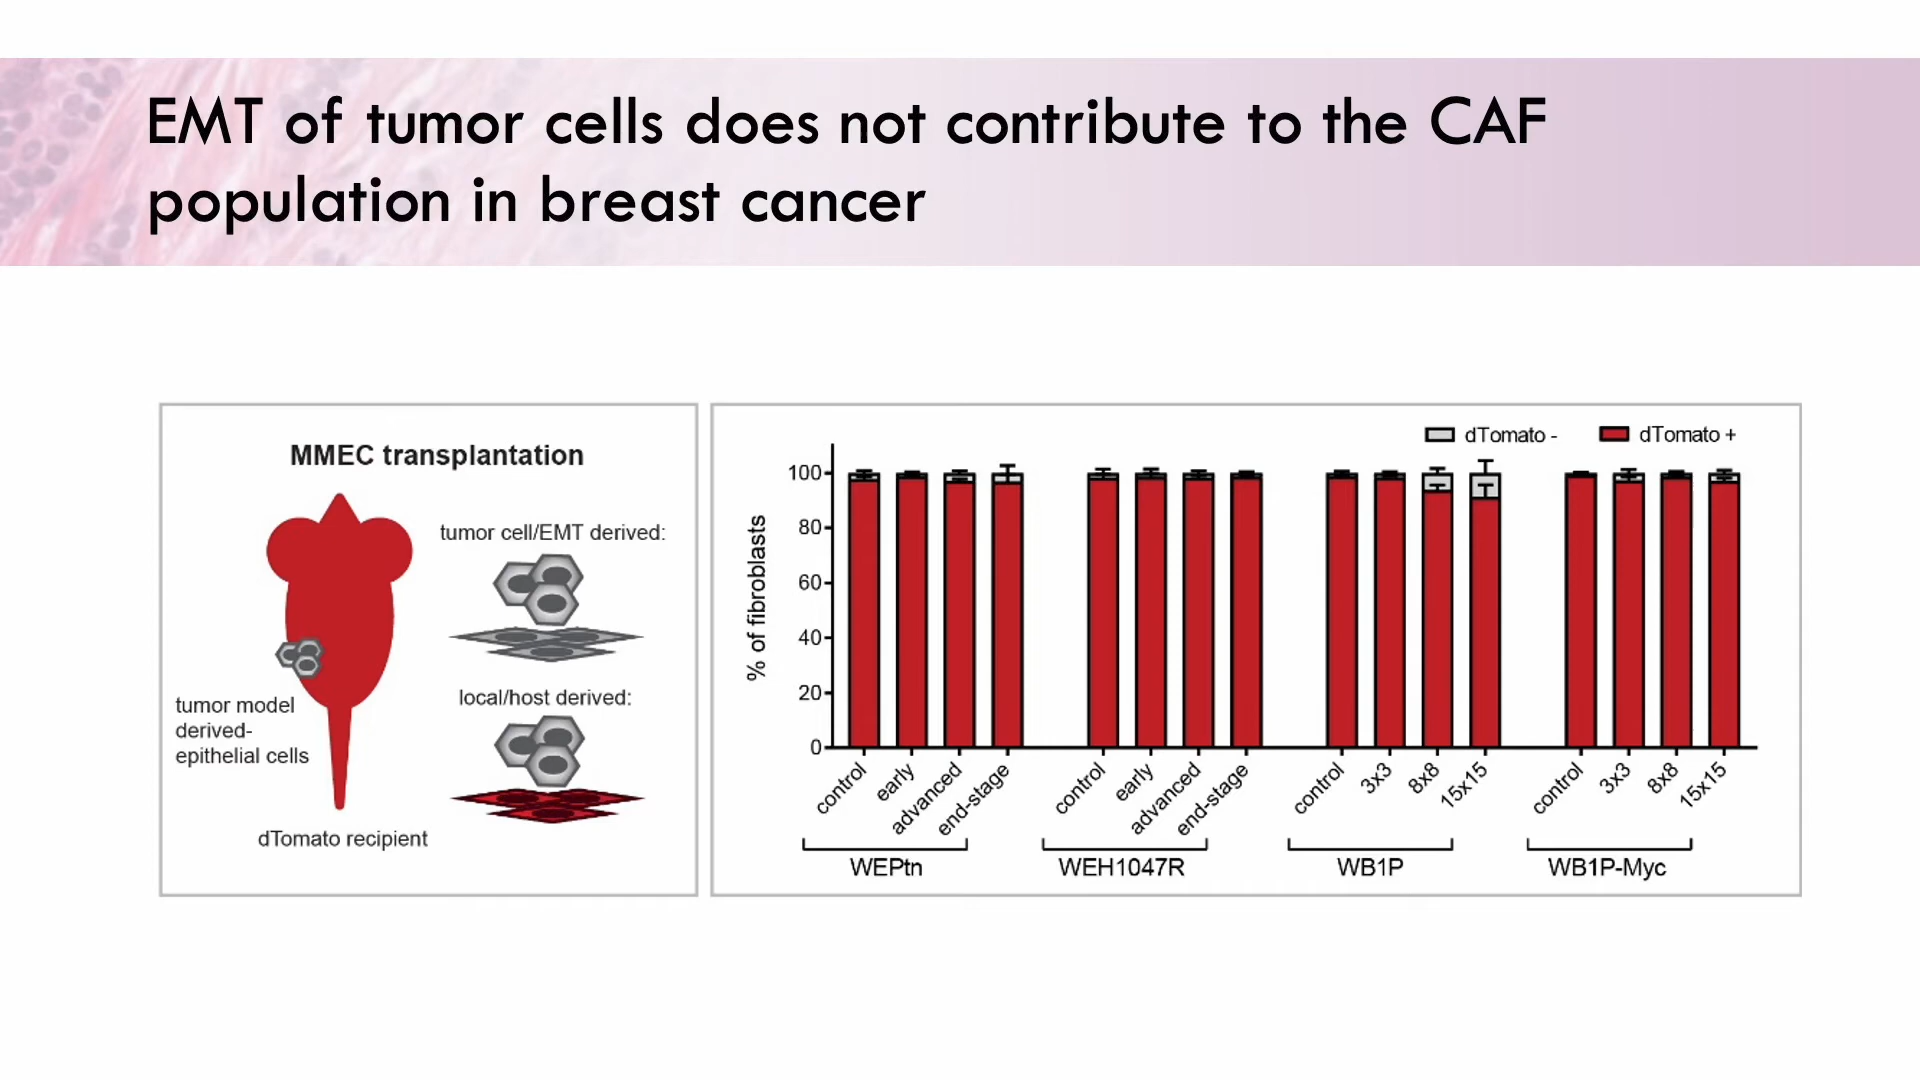 EMT of tumor cells does not contribute to the CAF
population in breast cancer
MMEC transplantation
tumor cell/EMT derived:
local/host derived:
tumor model
derived-
epithelial cells
dTomato recipient
dTomato -
dTomato +
% of fibroblasts
100
80
60
40
20
0
control
early
advanced
end-stage
control
early
advanced
end-stage
control
3x3
8x8
15x15
control
3x3
8x8
15x15
WEPtn
WEH1047R
WB1P
WB1P-Myc